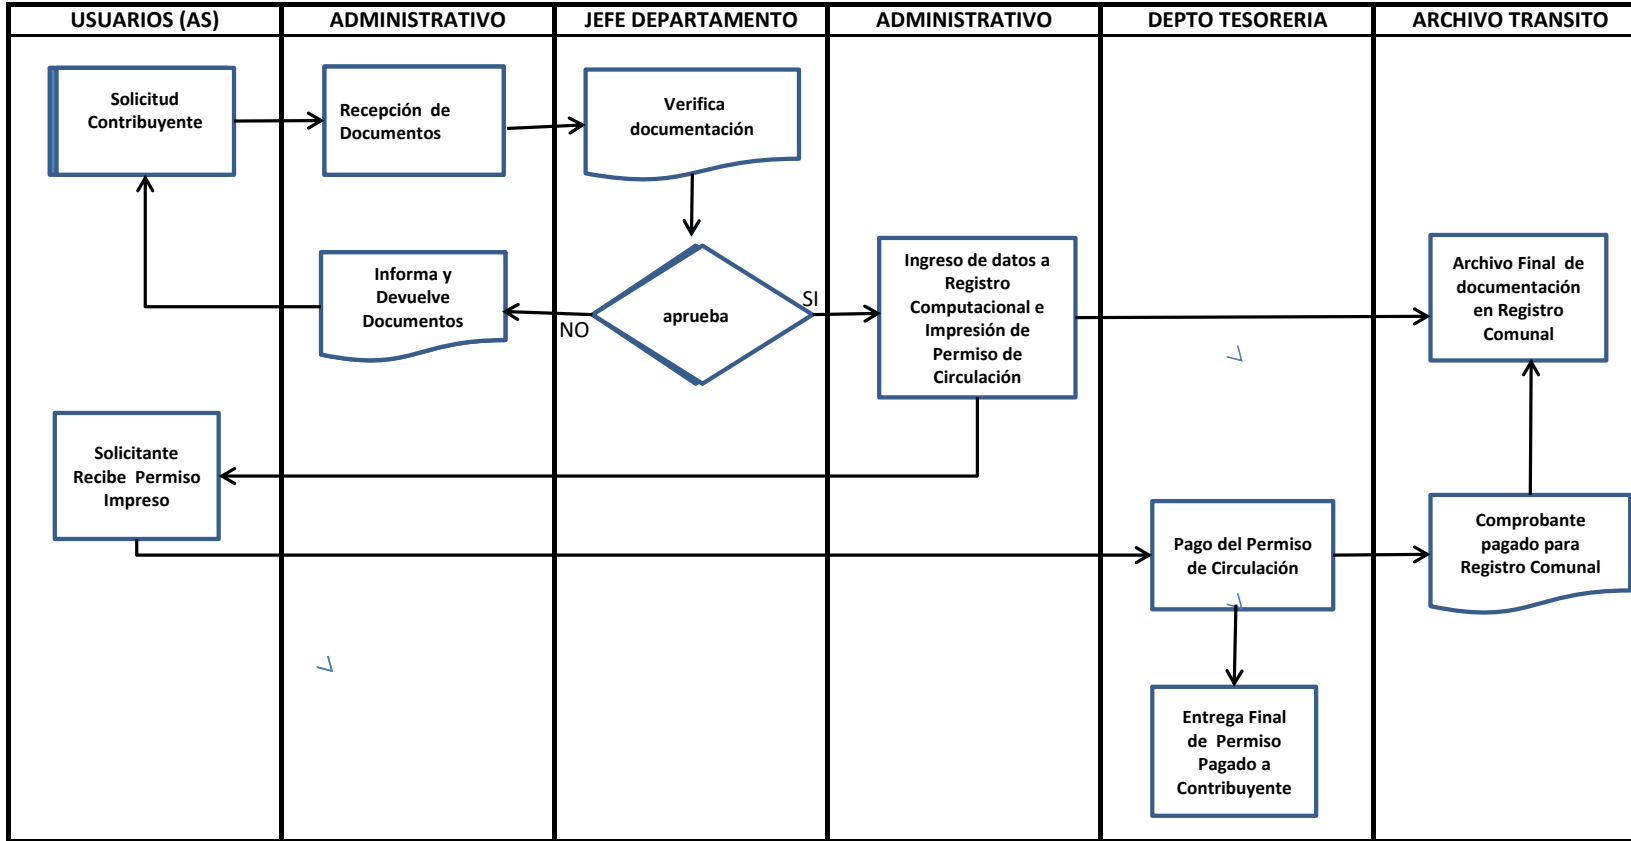 USUARIOS (AS)
ADMINISTRATIVO
JEFE DEPARTAMENTO
ADMINISTRATIVO
DEPTO TESORERIA
ARCHIVO TRANSITO
Solicitud
Contribuyente
Recepción de
Documentos
Verifica
documentación
Informa y
Devuelve
Documentos
NO
aprueba
SI
Ingreso de datos a
Registro
Computacional e
Impresión de
Permiso de
Circulación
Archivo Final de
documentación
en Registro
Comunal
Solicitante
Recibe Permiso
Impreso
Pago del Permiso
de Circulación
Comprobante
pagado para
Registro Comunal
Entrega Final
de Permiso
Pagado a
Contribuyente